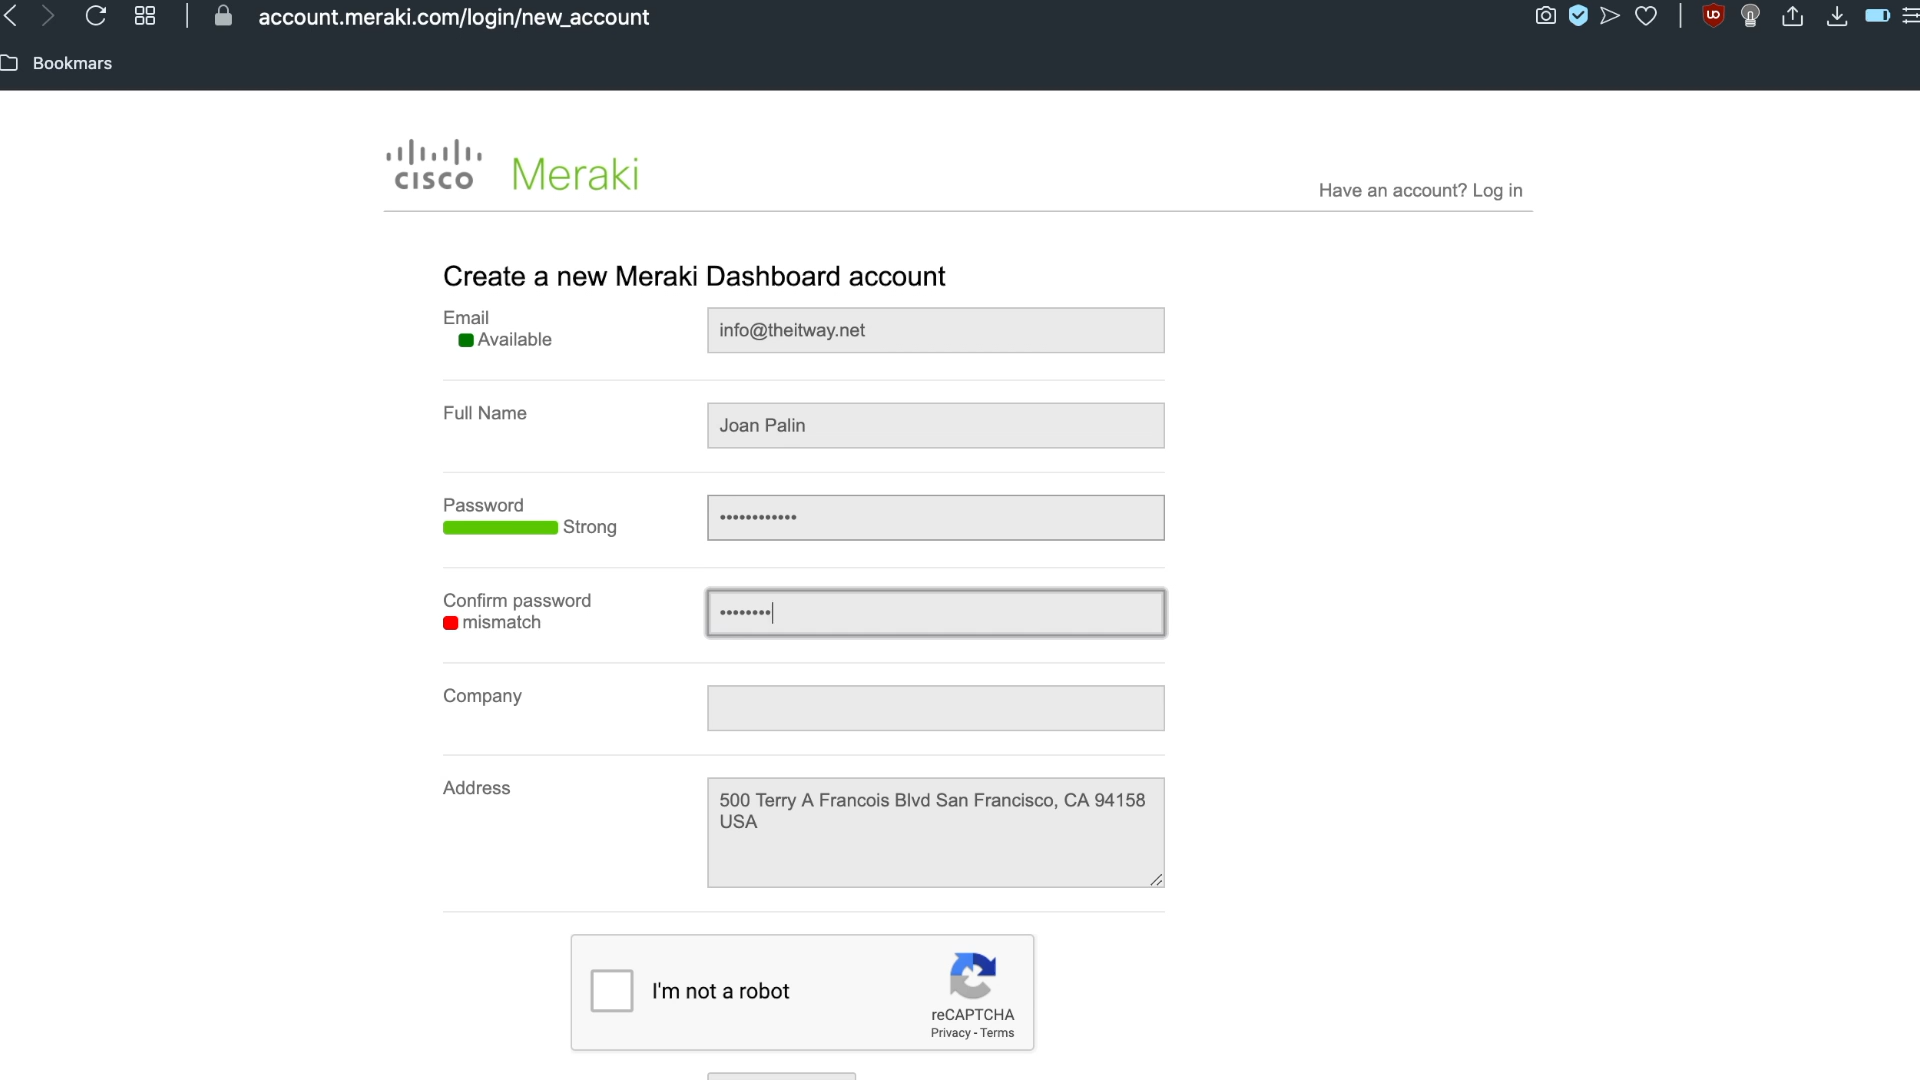 account.meraki.com/login/new_account
Bookmars
CISCO Meraki
Have an account? Log in
Create a new Meraki Dashboard account
Email
Available
info@theitway.net
Full Name
Joan Palin
Password
Strong
••••••••••••
Confirm password
mismatch
••••••••
Company
Address
500 Terry A Francois Blvd San Francisco, CA 94158
USA
I'm not a robot
reCAPTCHA
Privacy - Terms